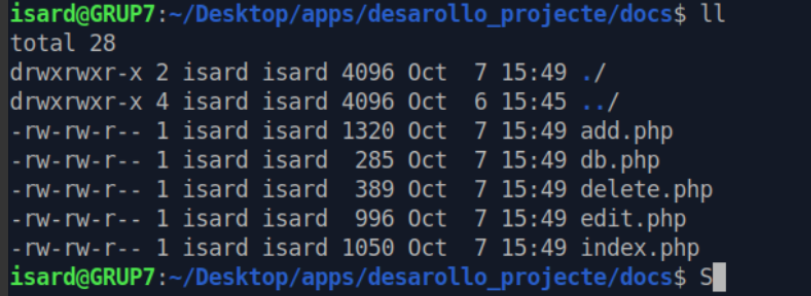 isard@GRUP7:~/Desktop/apps/desarollo_projecte/docs$ ll
total 28
drwxrwxr-x 2 isard isard 4096 Oct  7 15:49 ./
drwxrwxr-x 4 isard isard 4096 Oct  6 15:45 ../
-rw-rw-r-- 1 isard isard 1320 Oct  7 15:49 add.php
-rw-rw-r-- 1 isard isard  285 Oct  7 15:49 db.php
-rw-rw-r-- 1 isard isard  389 Oct  7 15:49 delete.php
-rw-rw-r-- 1 isard isard  996 Oct  7 15:49 edit.php
-rw-rw-r-- 1 isard isard 1050 Oct  7 15:49 index.php
isard@GRUP7:~/Desktop/apps/desarollo_projecte/docs$ S